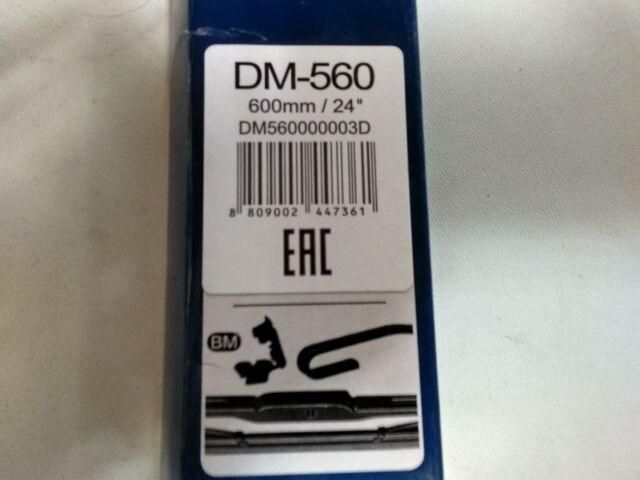 DM-560
600mm / 24"
DM560000003D
8 809002 447361
EAC
BM